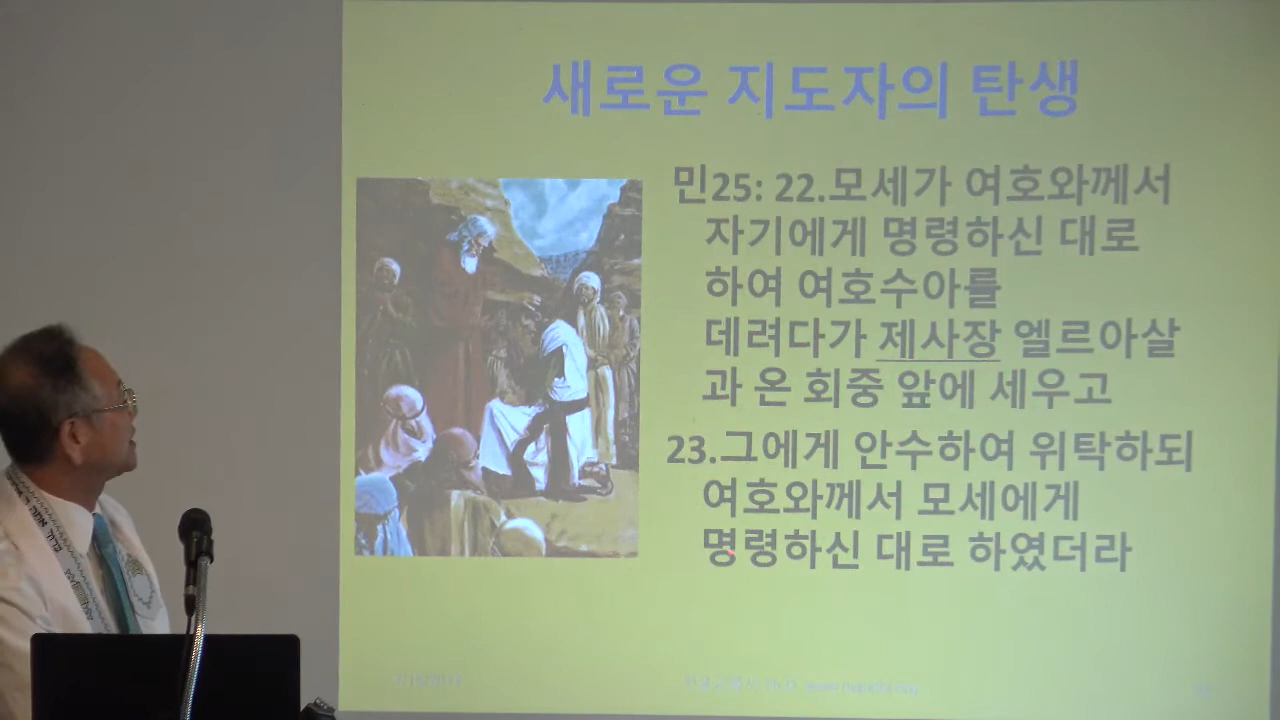 새로운 지도자의 탄생
민25: 22.모세가 여호와께서
자기에게 명령하신 대로
하여 여호수아를
데려다가 제사장 엘르아살
과 온 회중 앞에 세우고
23.그에게 안수하여 위탁하되
여호와께서 모세에게
명령하신 대로 하였더라